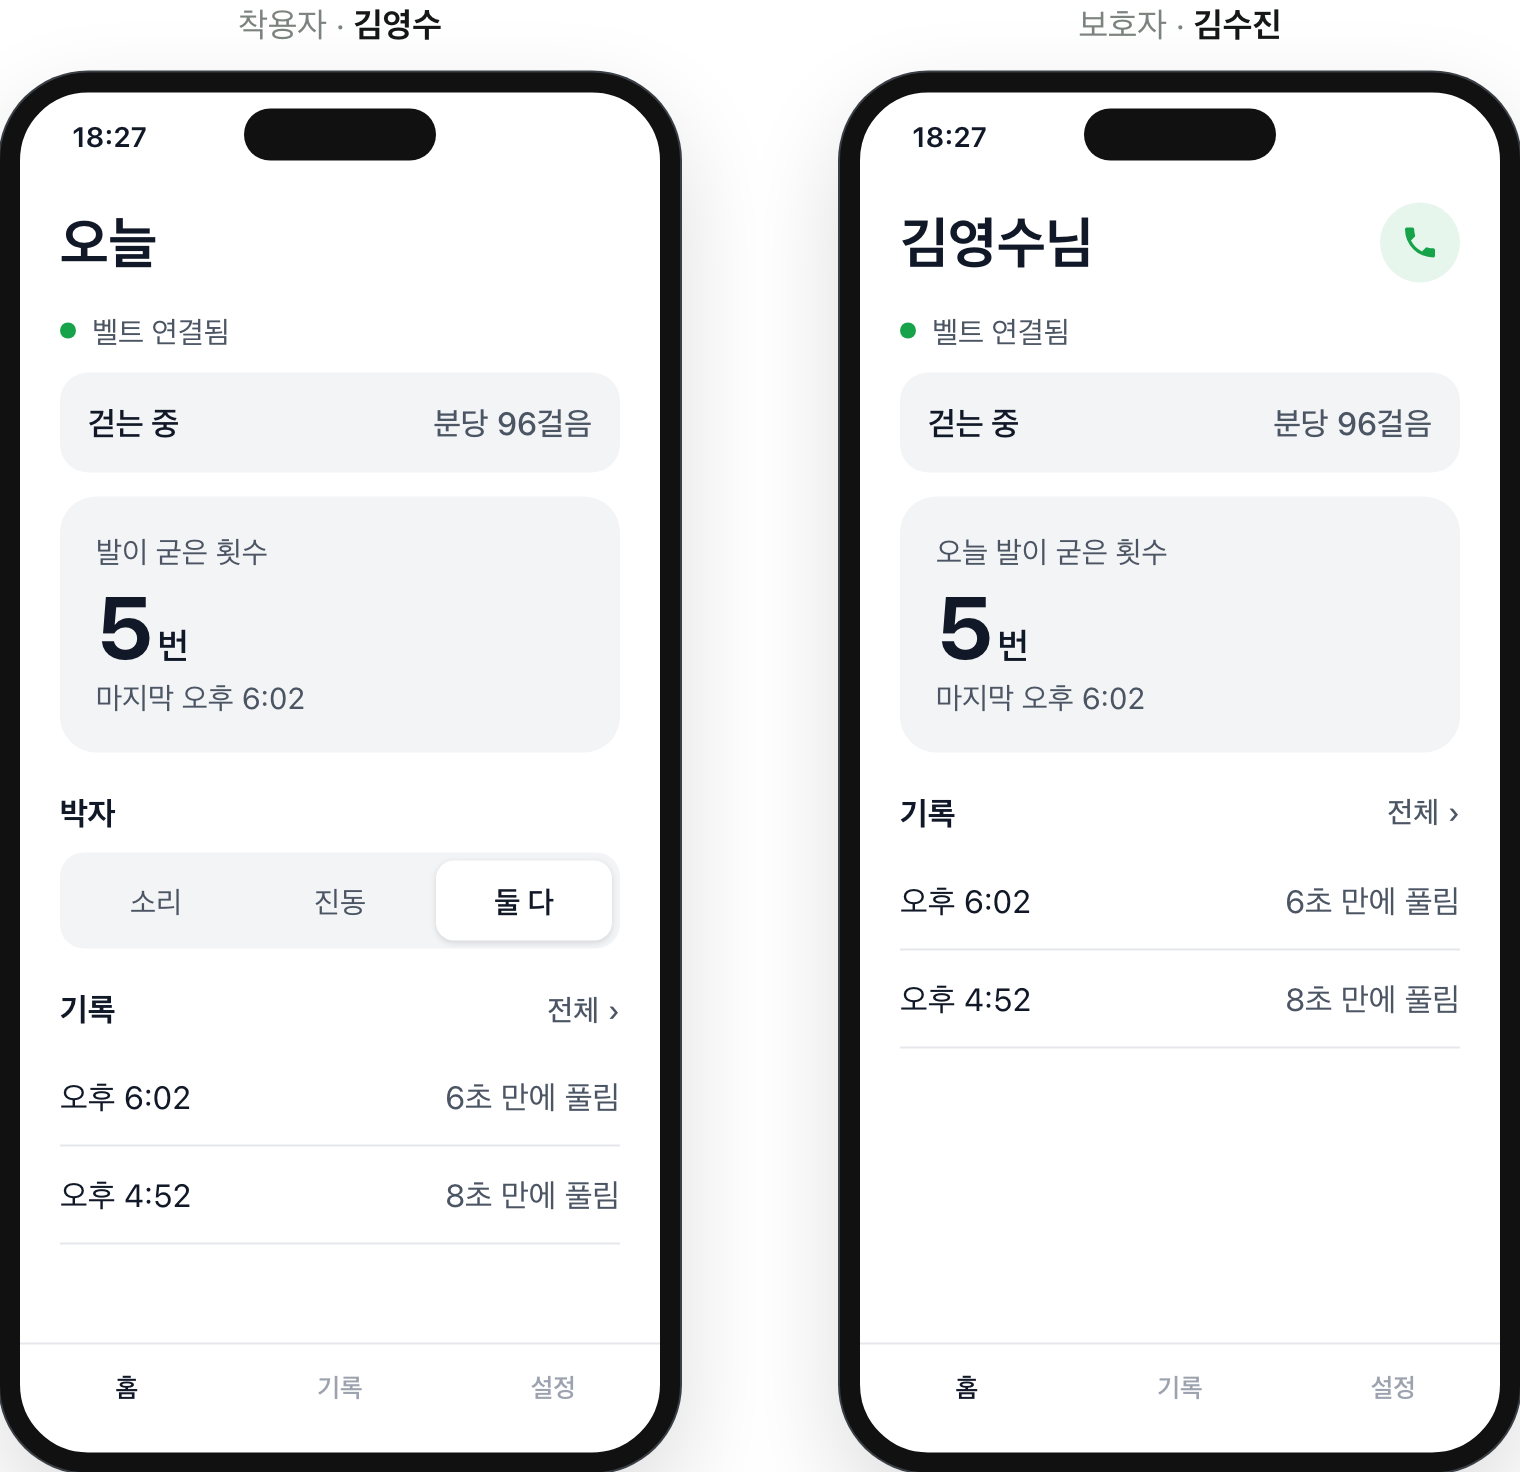 착용자 · 김영수
18:27
오늘
벨트 연결됨
걷는 중 분당 96걸음
발이 굳은 횟수
5번
마지막 오후 6:02
박자
소리 진동 둘 다
기록 전체 ›
오후 6:02 6초 만에 풀림
오후 4:52 8초 만에 풀림
홈 기록 설정
보호자 · 김수진
18:27
김영수님
벨트 연결됨
걷는 중 분당 96걸음
오늘 발이 굳은 횟수
5번
마지막 오후 6:02
기록 전체 ›
오후 6:02 6초 만에 풀림
오후 4:52 8초 만에 풀림
홈 기록 설정